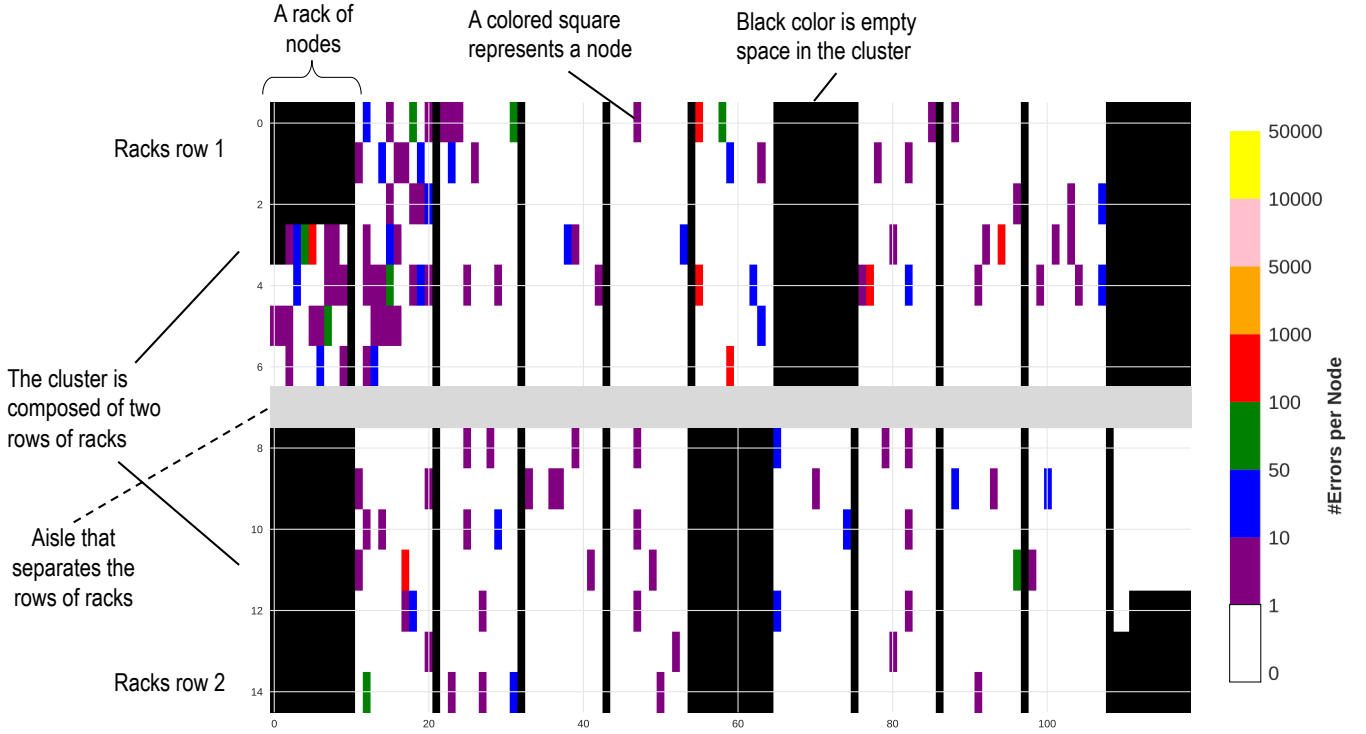 A rack of
nodes
A colored square
represents a node
Black color is empty
space in the cluster
Racks row 1
The cluster is
composed of two
rows of racks
Aisle that
separates the
rows of racks
Racks row 2
0
2
4
6
8
10
12
14
0
20
40
60
80
100
50000
10000
5000
1000
100
50
10
1
0
#Errors per Node